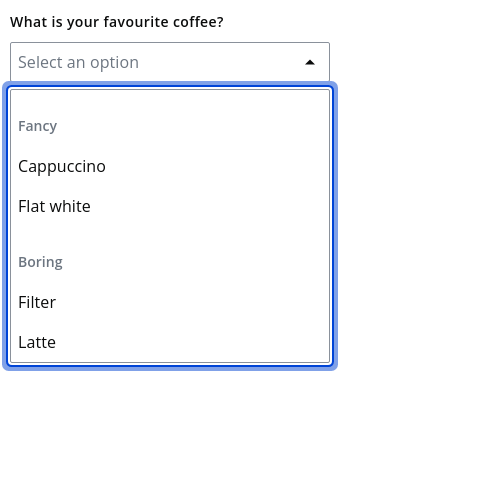 What is your favourite coffee?
Select an option
Fancy
Cappuccino
Flat white
Boring
Filter
Latte